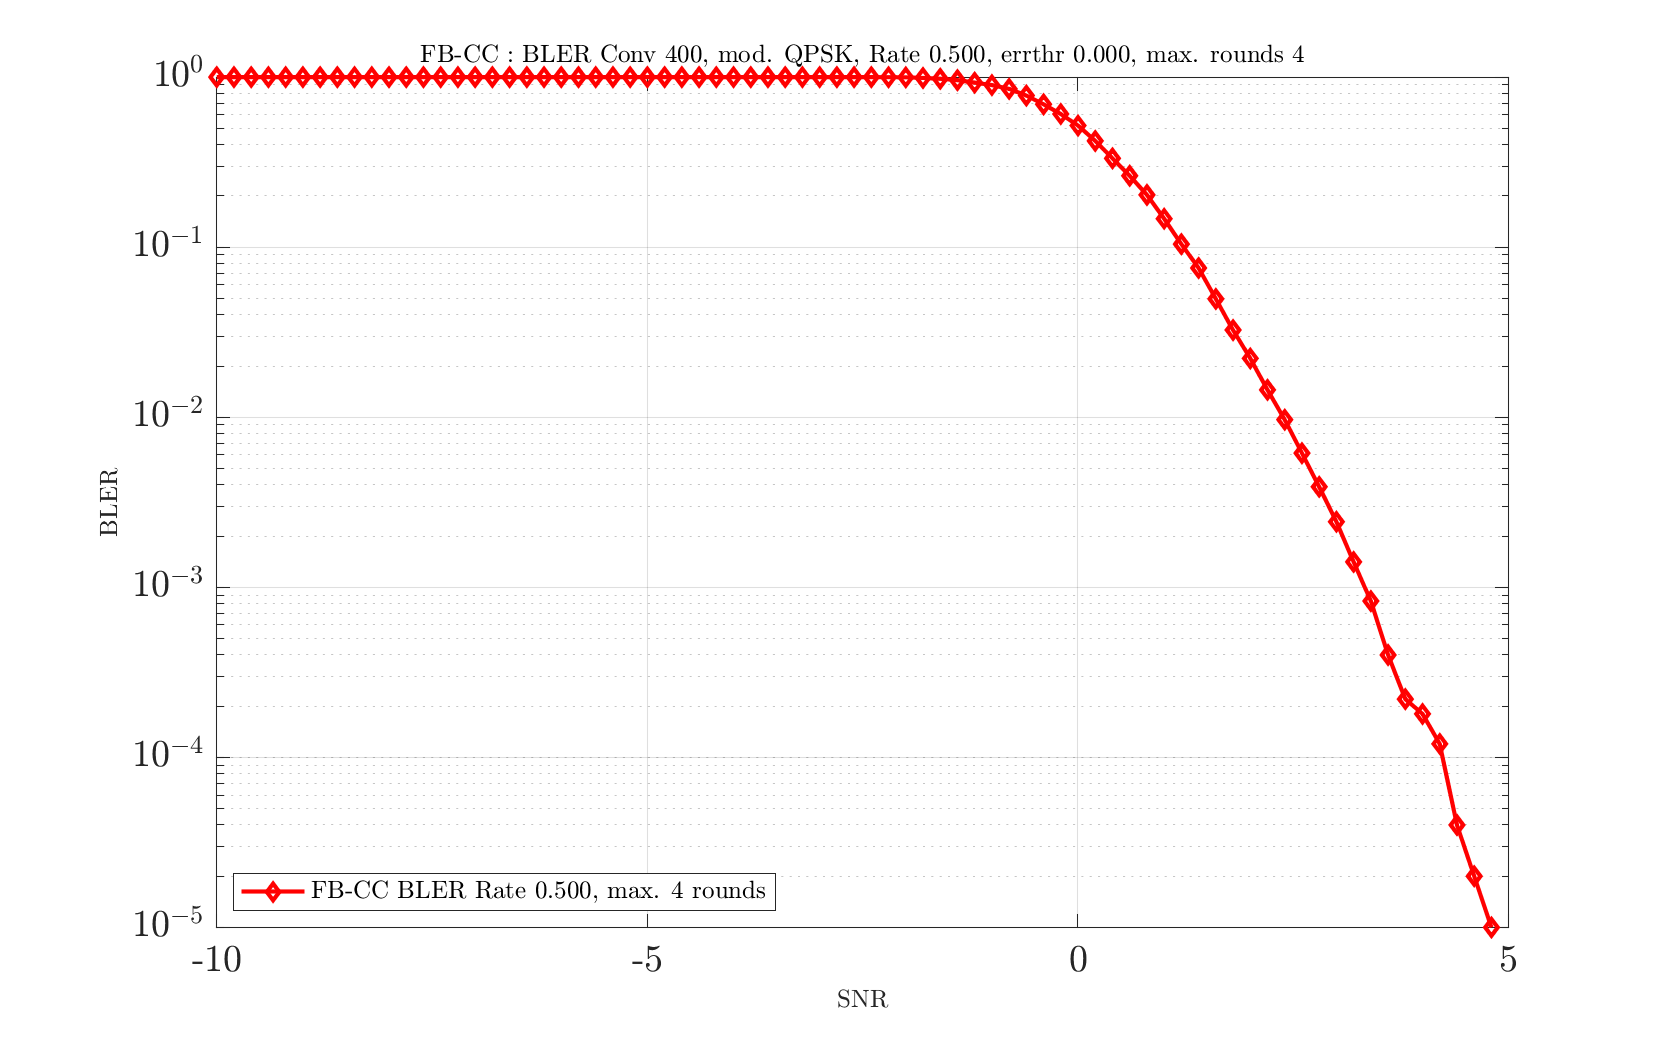 FB-CC : BLER Conv 400, mod. QPSK, Rate 0.500, errthr 0.000, max. rounds 4
10^0
10^−1
10^−2
10^−3
10^−4
10^−5
BLER
FB-CC BLER Rate 0.500, max. 4 rounds
-10 -5 0 5
SNR